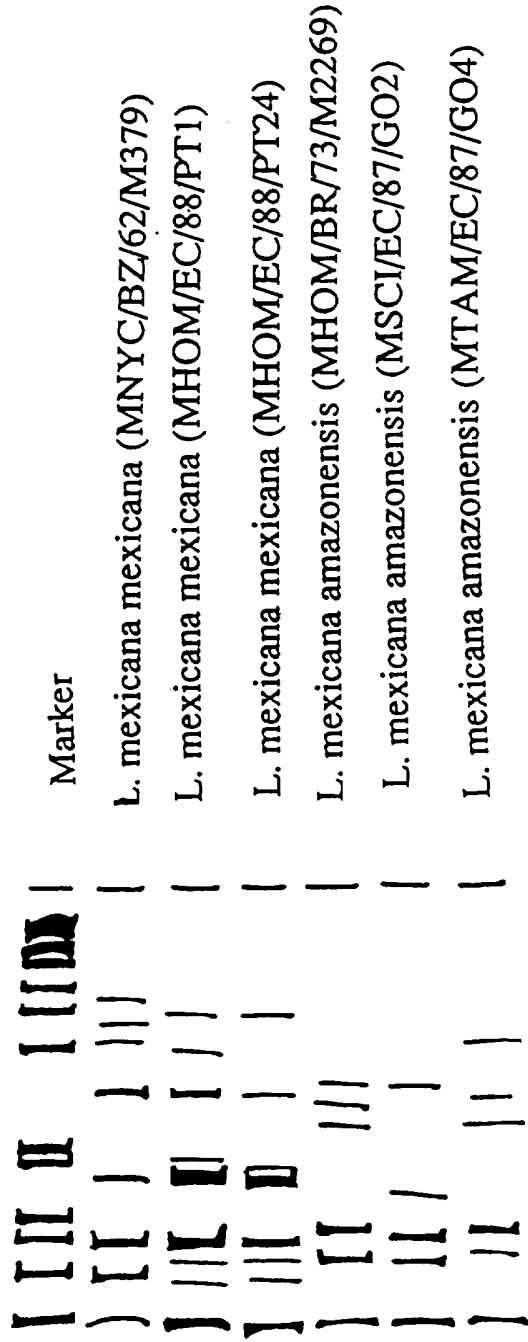 Marker
L. mexicana mexicana (MNYC/BZ/62/M379)
L. mexicana mexicana (MHOM/EC/88/PT1)
L. mexicana mexicana (MHOM/EC/88/PT24)
L. mexicana amazonensis (MHOM/BR/73/M2269)
L. mexicana amazonensis (MSCI/EC/87/GO2)
L. mexicana amazonensis (MTAM/EC/87/GO4)